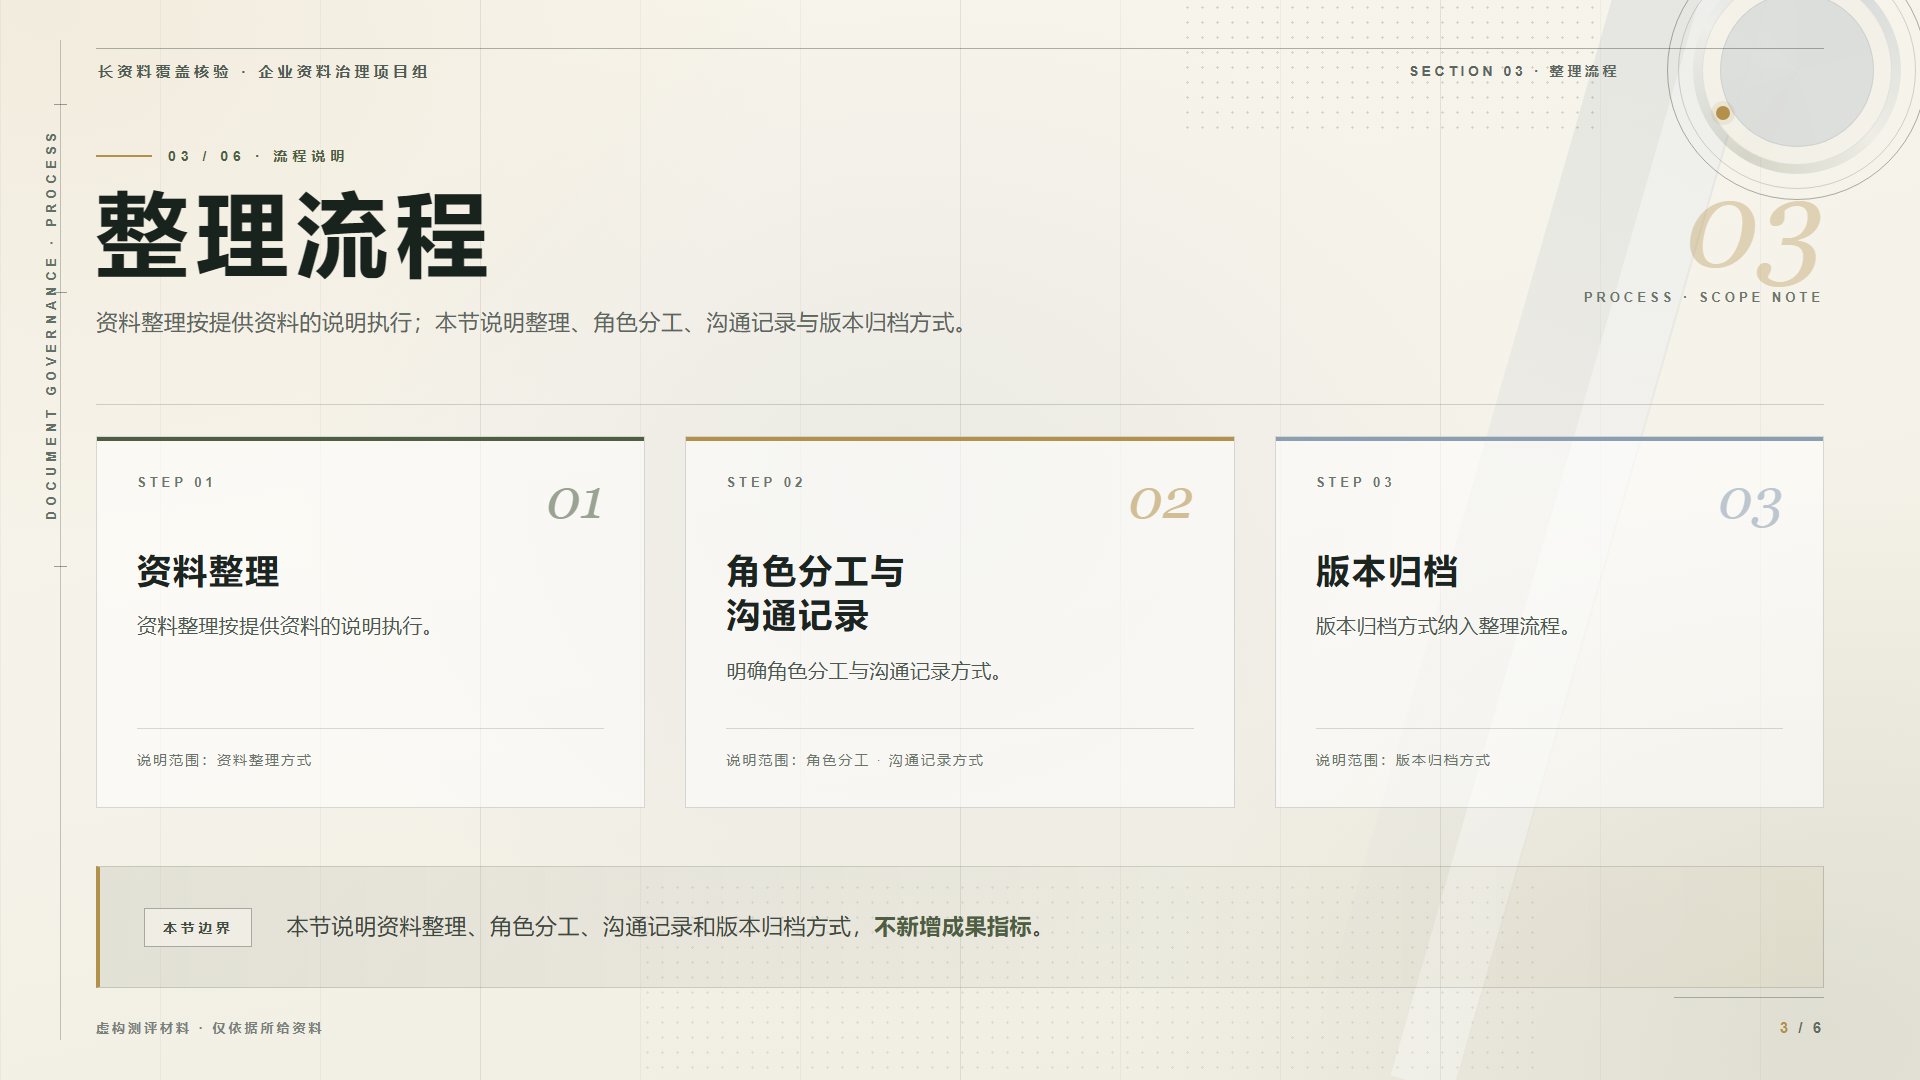 长资料覆盖核验 · 企业资料治理项目组
SECTION 03 · 整理流程
DOCUMENT GOVERNANCE · PROCESS
03 / 06 · 流程说明
整理流程
资料整理按提供资料的说明执行；本节说明整理、角色分工、沟通记录与版本归档方式。
03
PROCESS · SCOPE NOTE
STEP 01
01
资料整理
资料整理按提供资料的说明执行。
说明范围：资料整理方式
STEP 02
02
角色分工与
沟通记录
明确角色分工与沟通记录方式。
说明范围：角色分工 · 沟通记录方式
STEP 03
03
版本归档
版本归档方式纳入整理流程。
说明范围：版本归档方式
本节边界
本节说明资料整理、角色分工、沟通记录和版本归档方式，不新增成果指标。
虚构测评材料 · 仅依据所给资料
3 / 6